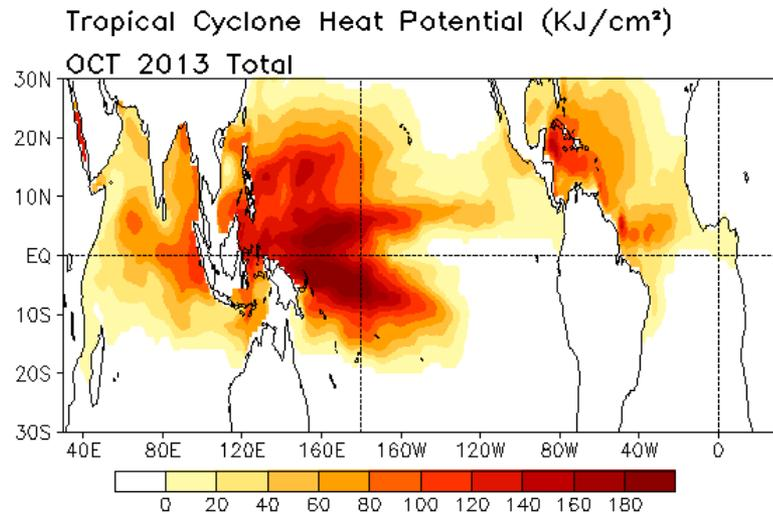 Tropical Cyclone Heat Potential (KJ/cm²)
OCT 2013 Total
30N
20N
10N
EQ
10S
20S
30S
40E 80E 120E 160E 160W 120W 80W 40W 0
0 20 40 60 80 100 120 140 160 180